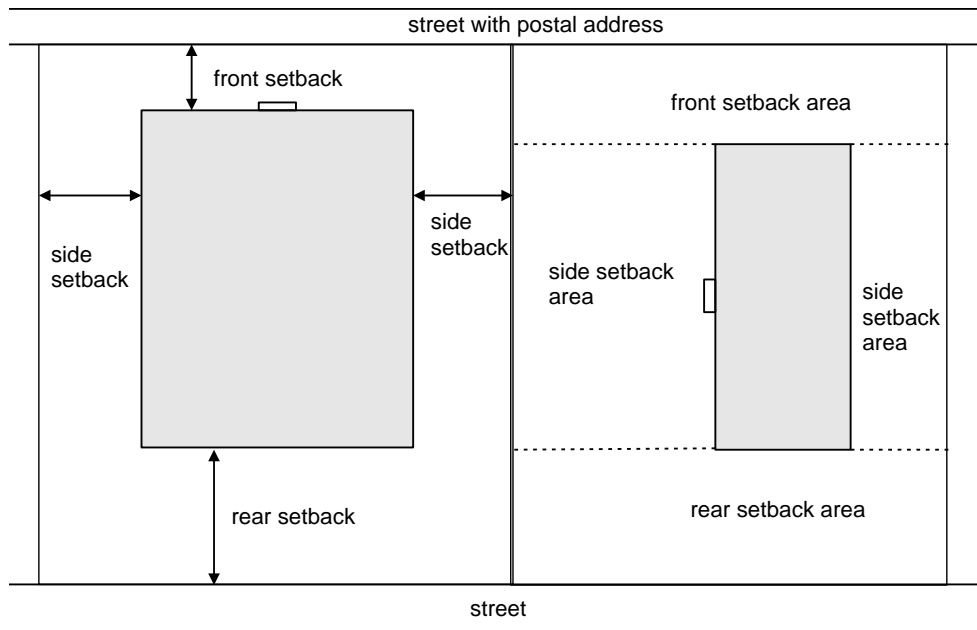 street with postal address
front setback
side
setback
side
setback
rear setback
front setback area
side setback
area
side
setback
area
rear setback area
street